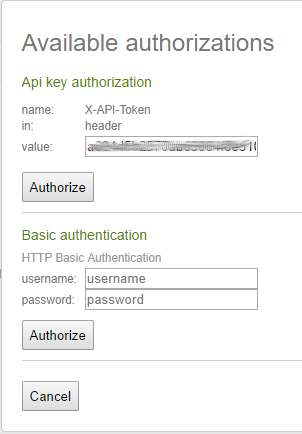 Available authorizations
Api key authorization
name: X-API-Token
in: header
value:
Authorize
Basic authentication
HTTP Basic Authentication
username: username
password: password
Authorize
Cancel